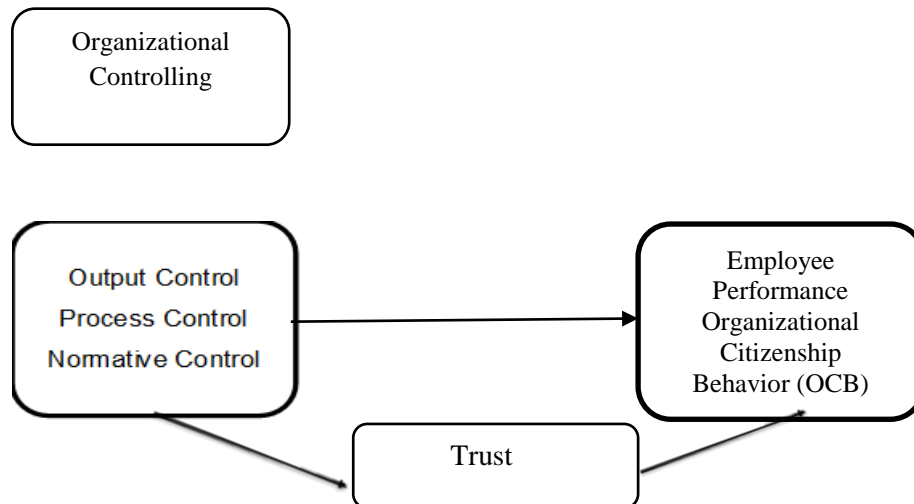 Organizational
Controlling
Output Control
Process Control
Normative Control
Employee
Performance
Organizational
Citizenship
Behavior (OCB)
Trust